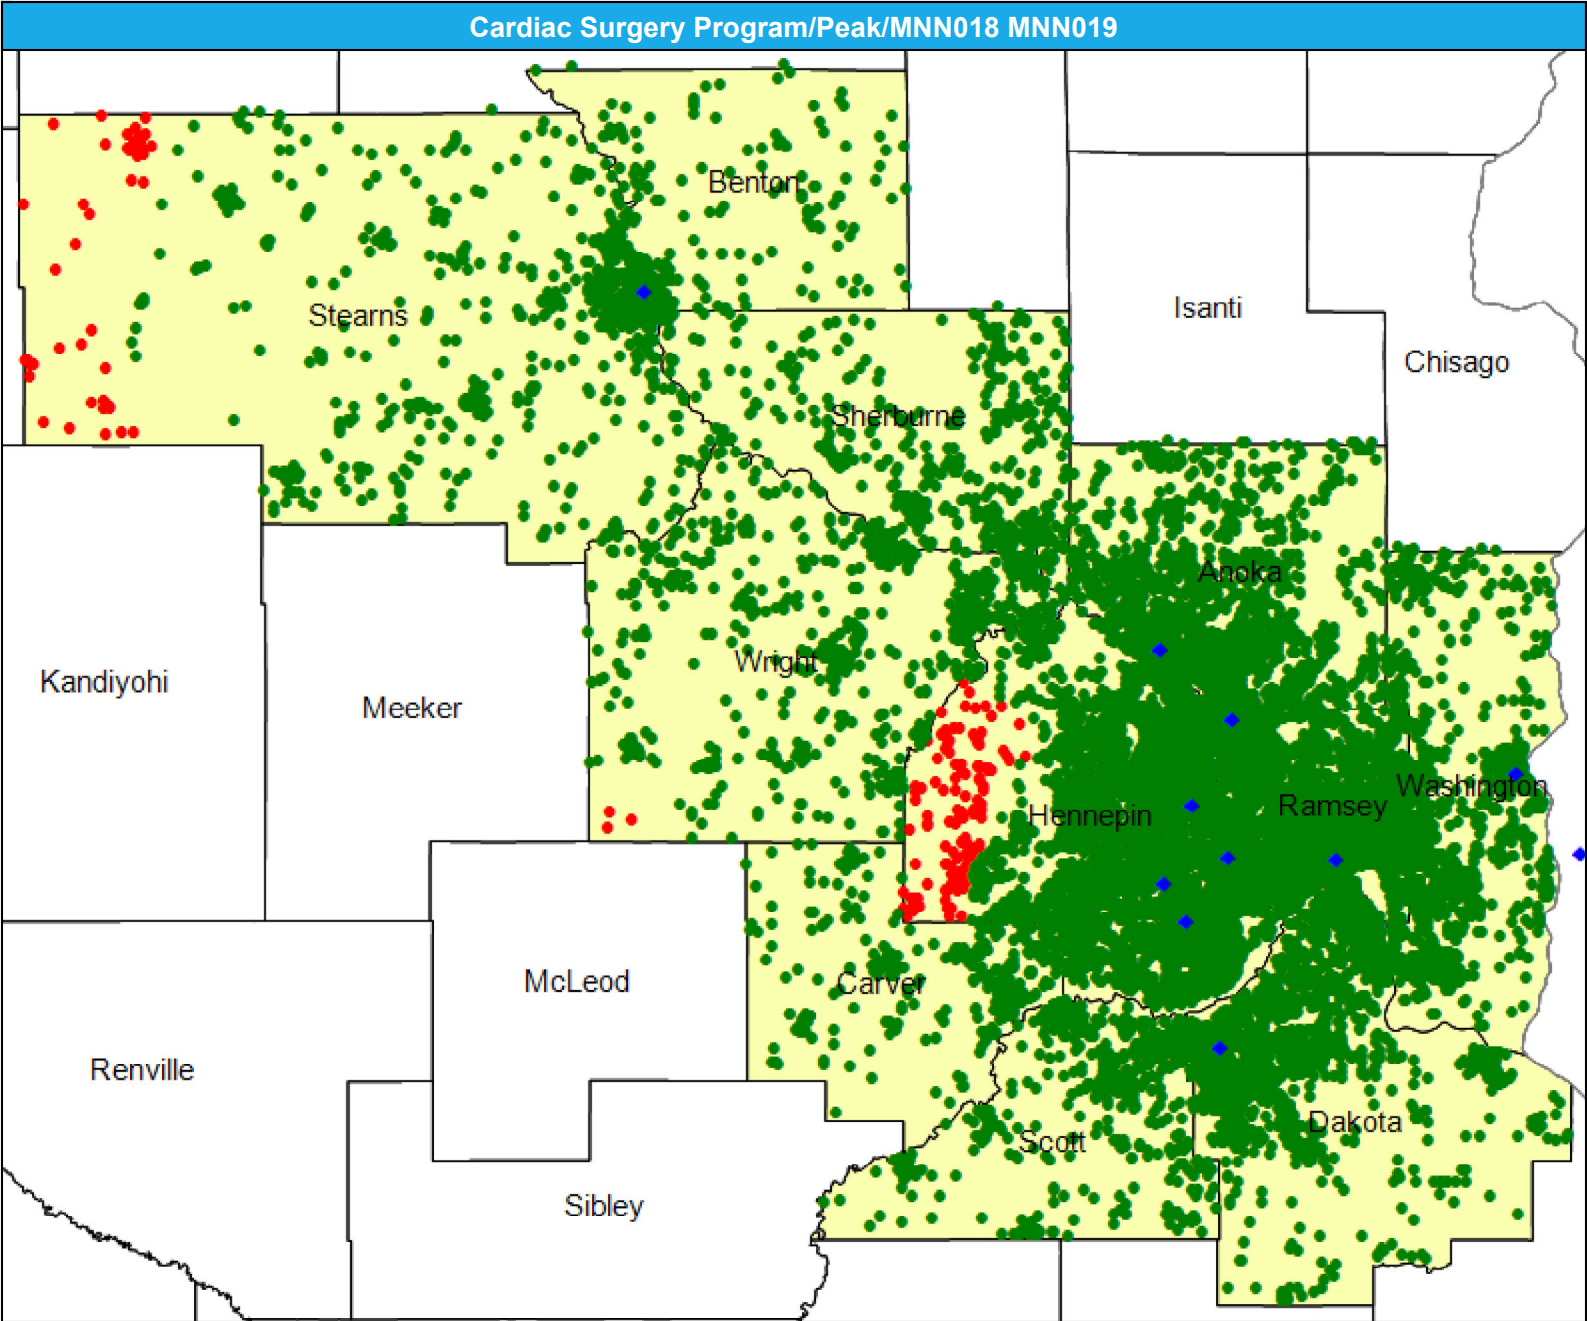 Cardiac Surgery Program/Peak/MNN018 MNN019
Benton
Stearns
Isanti
Chisago
Sherburne
Anoka
Kandiyohi
Wright
Meeker
Washington
Hennepin
Ramsey
McLeod
Carver
Renville
Dakota
Scott
Sibley